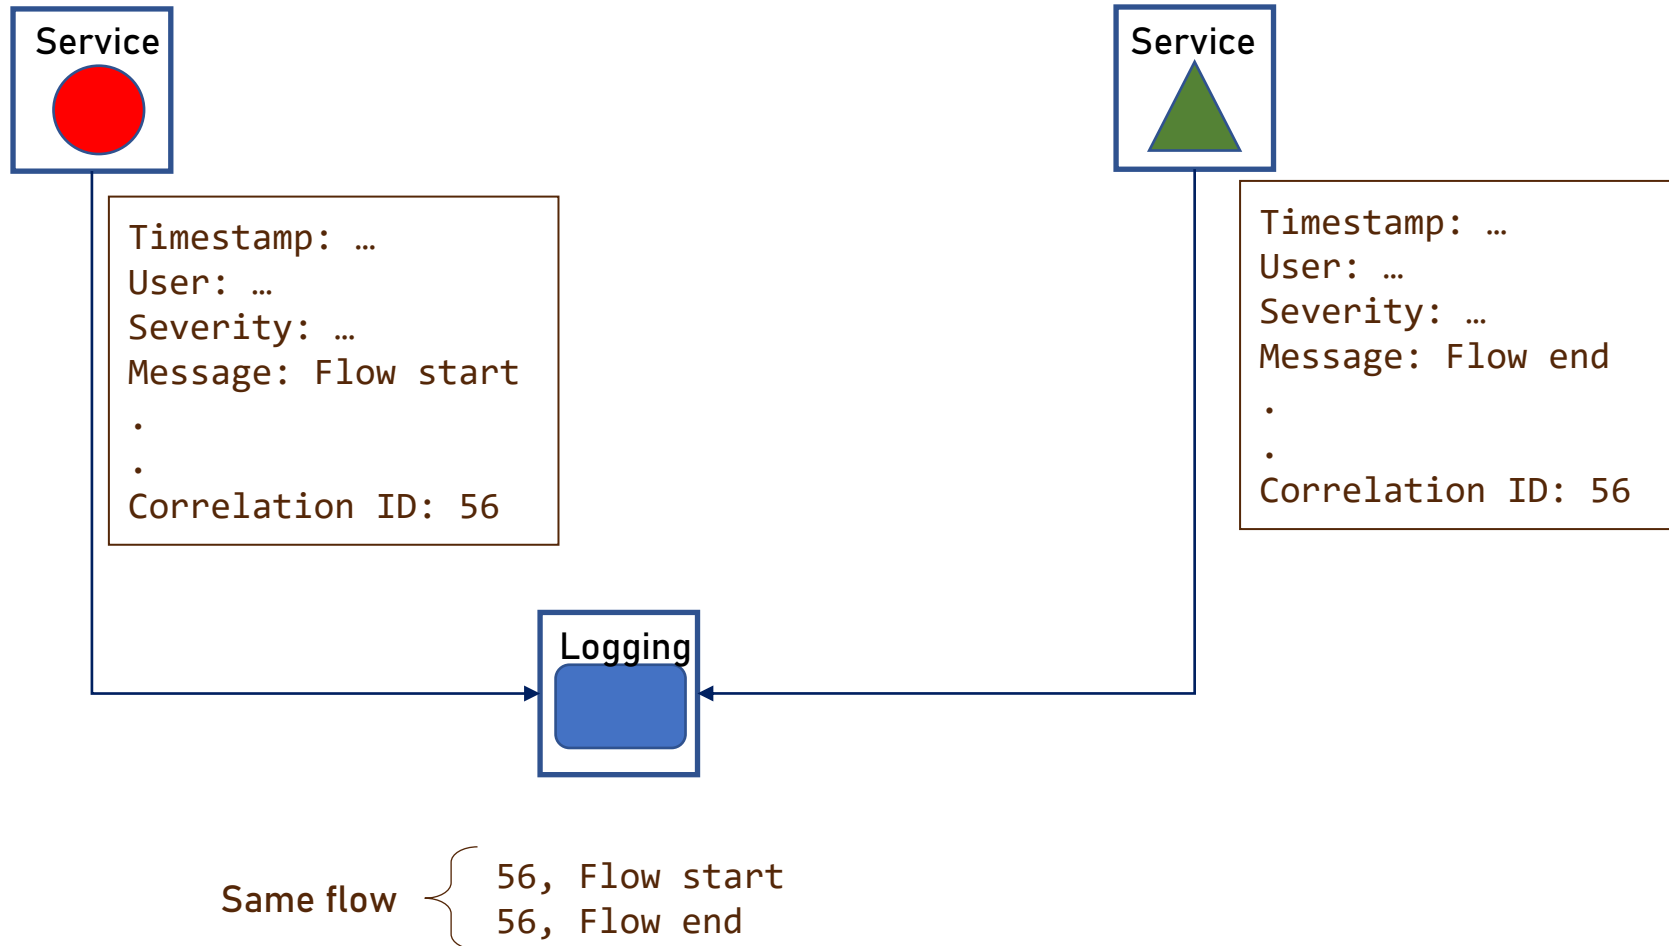 Service
Timestamp: …
User: …
Severity: …
Message: Flow start
.
.
Correlation ID: 56
Service
Timestamp: …
User: …
Severity: …
Message: Flow end
.
.
Correlation ID: 56
Logging
Same flow
56, Flow start
56, Flow end